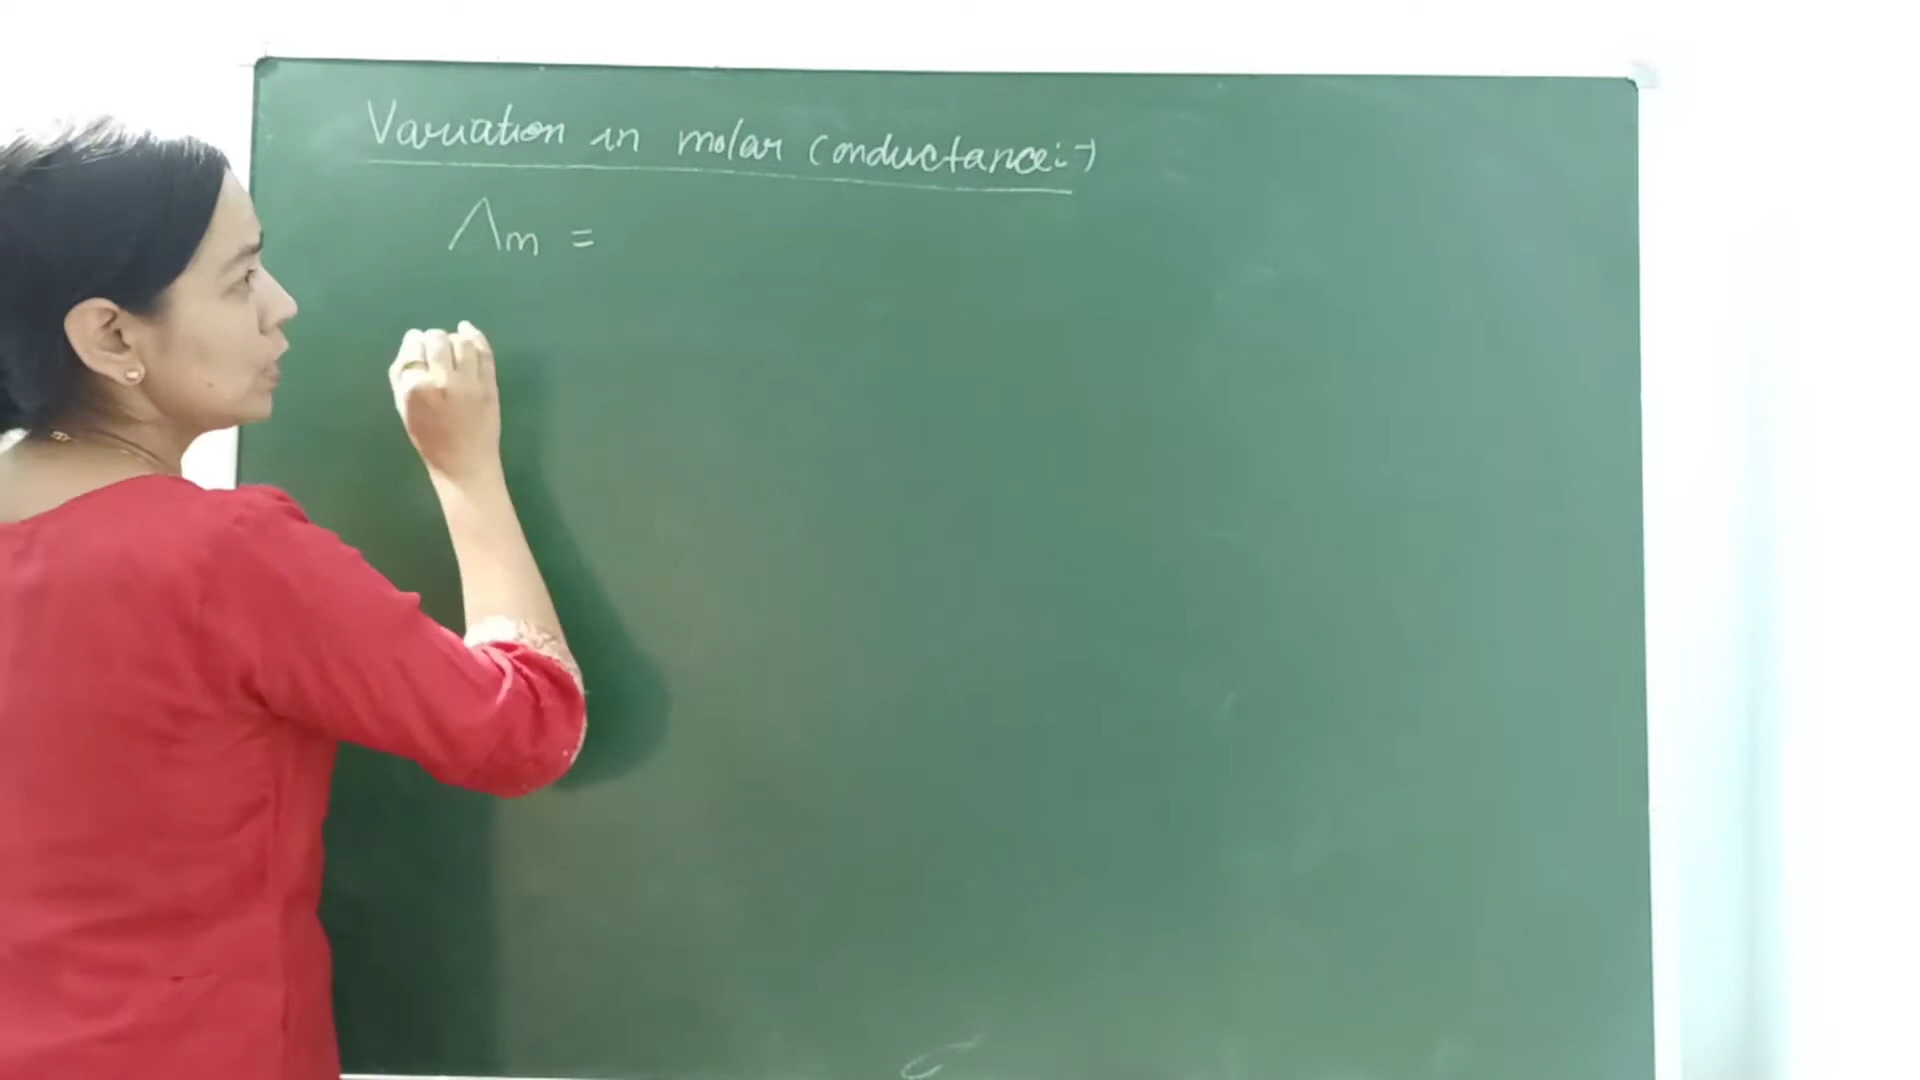 Variation in molar conductance:→
Λm =